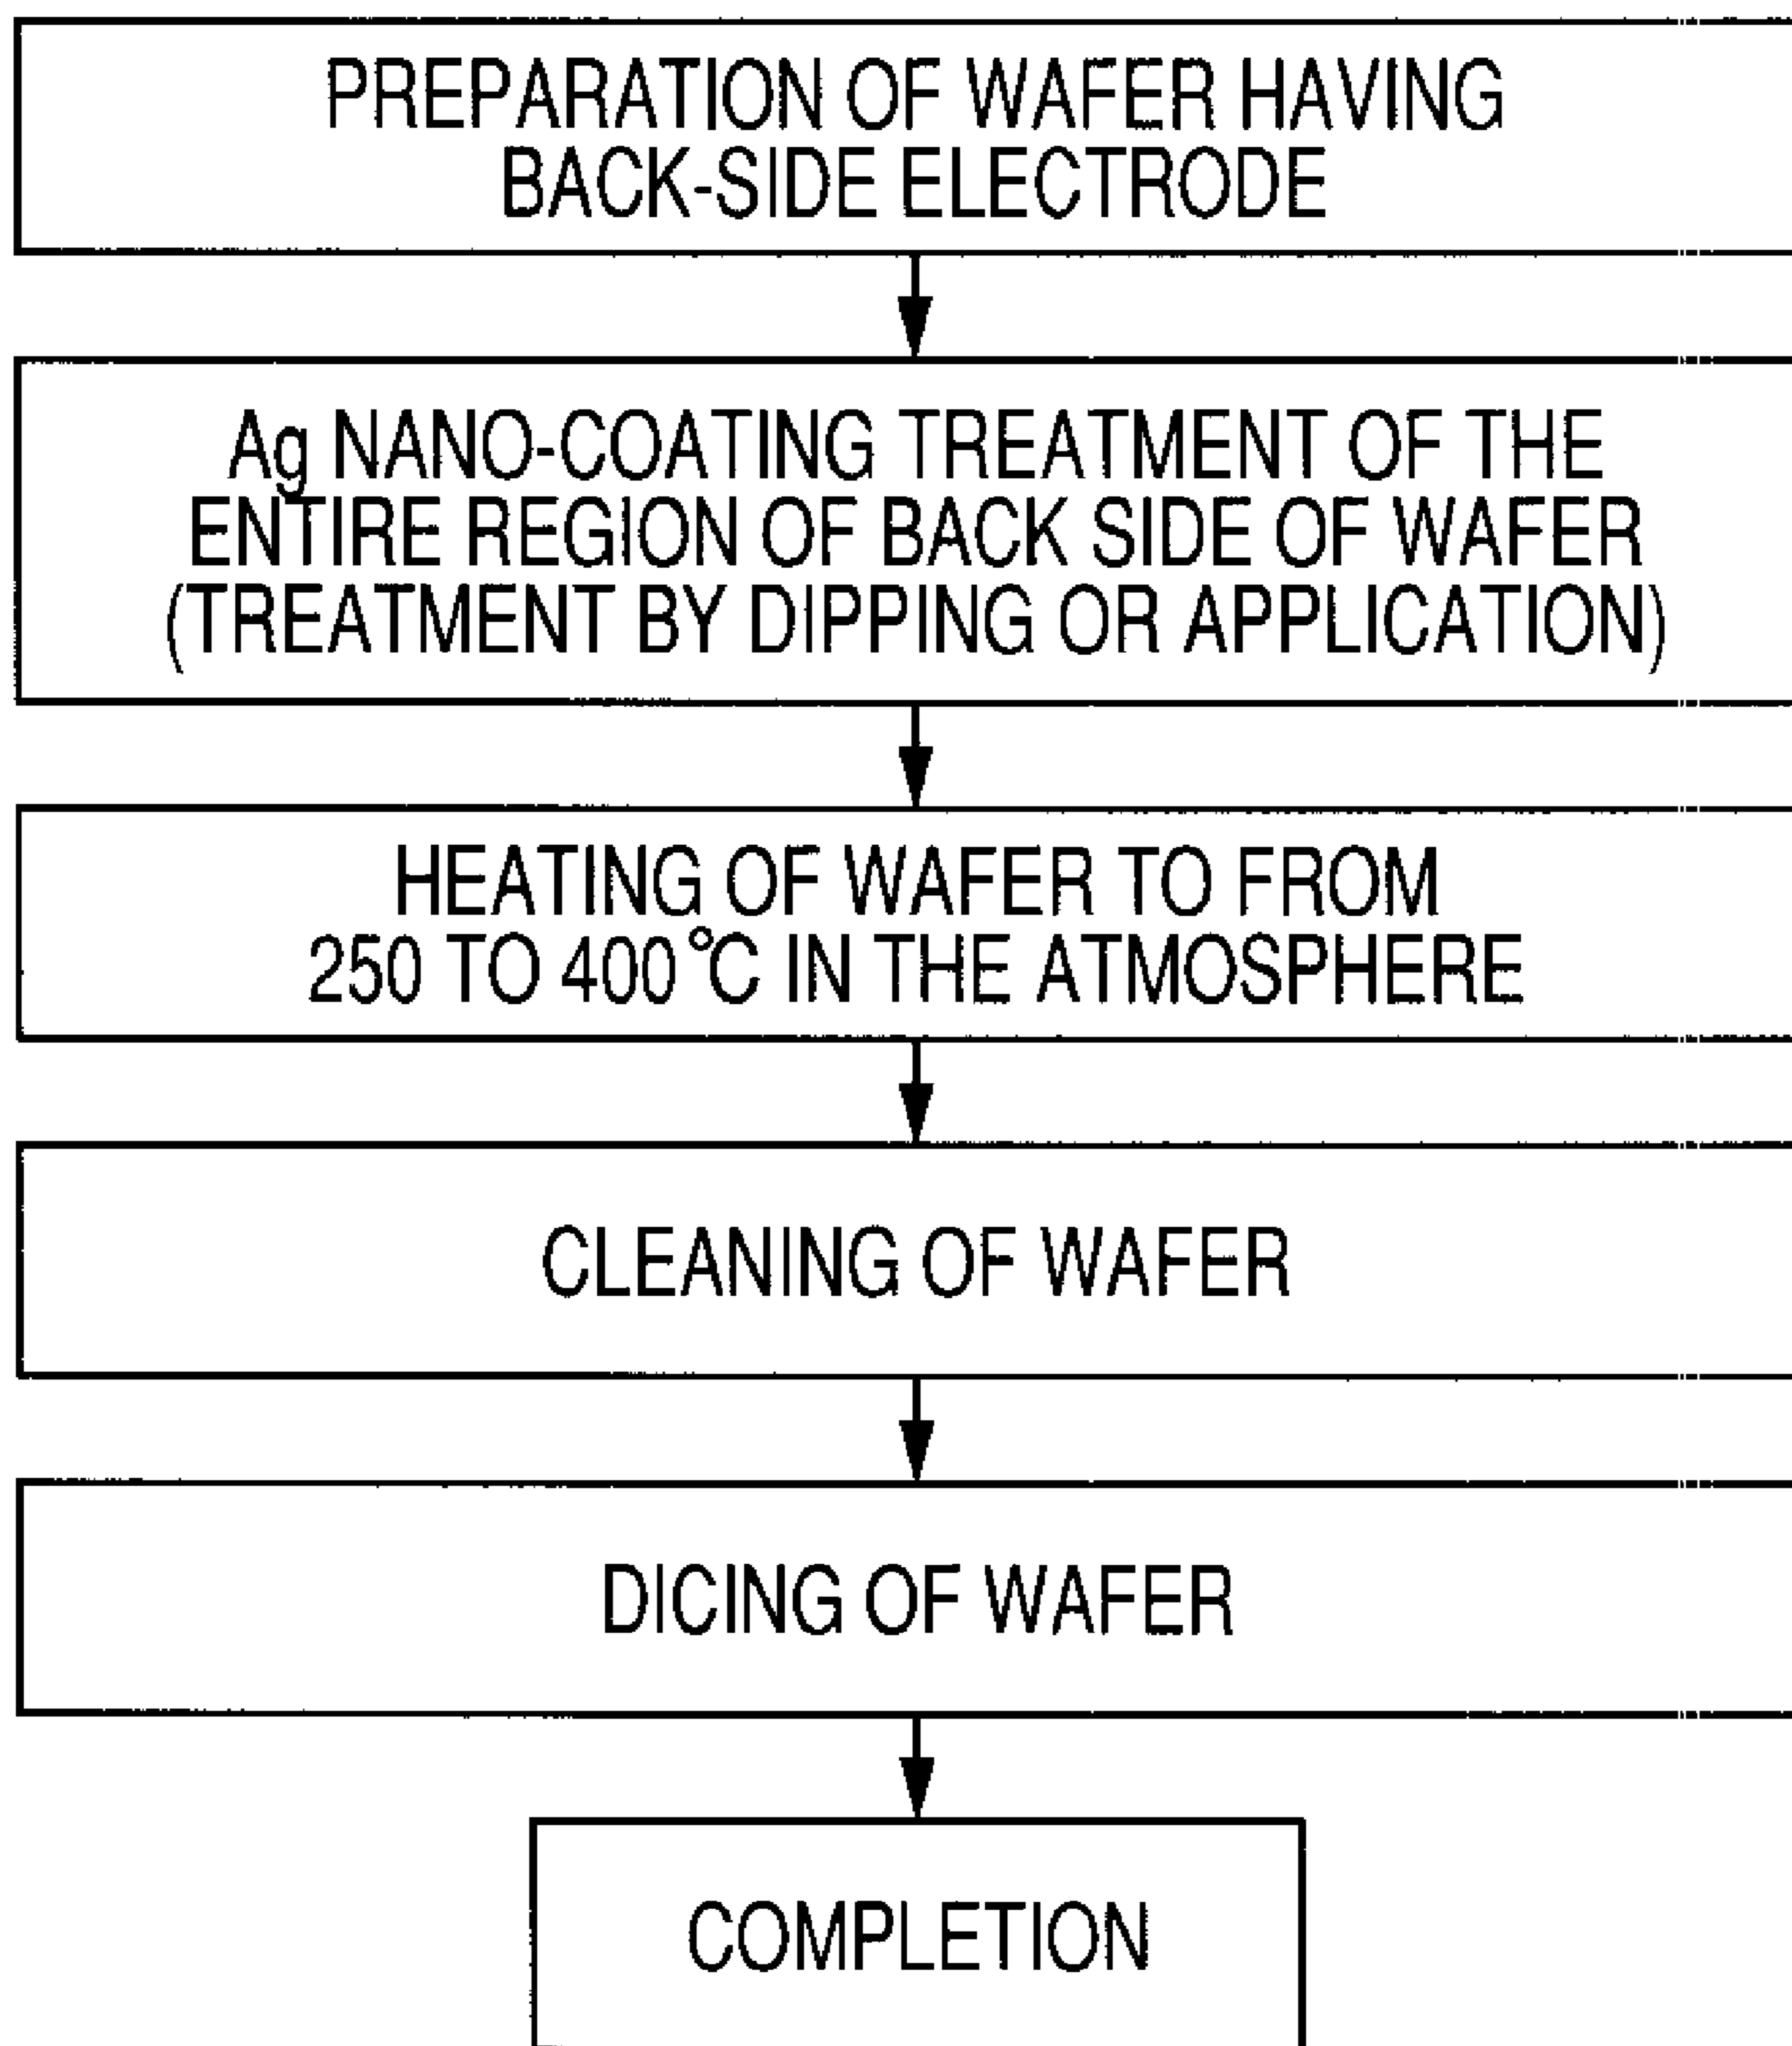 PREPARATION OF WAFER HAVING
BACK-SIDE ELECTRODE
Ag NANO-COATING TREATMENT OF THE
ENTIRE REGION OF BACK SIDE OF WAFER
(TREATMENT BY DIPPING OR APPLICATION)
HEATING OF WAFER TO FROM
250 TO 400°C IN THE ATMOSPHERE
CLEANING OF WAFER
DICING OF WAFER
COMPLETION